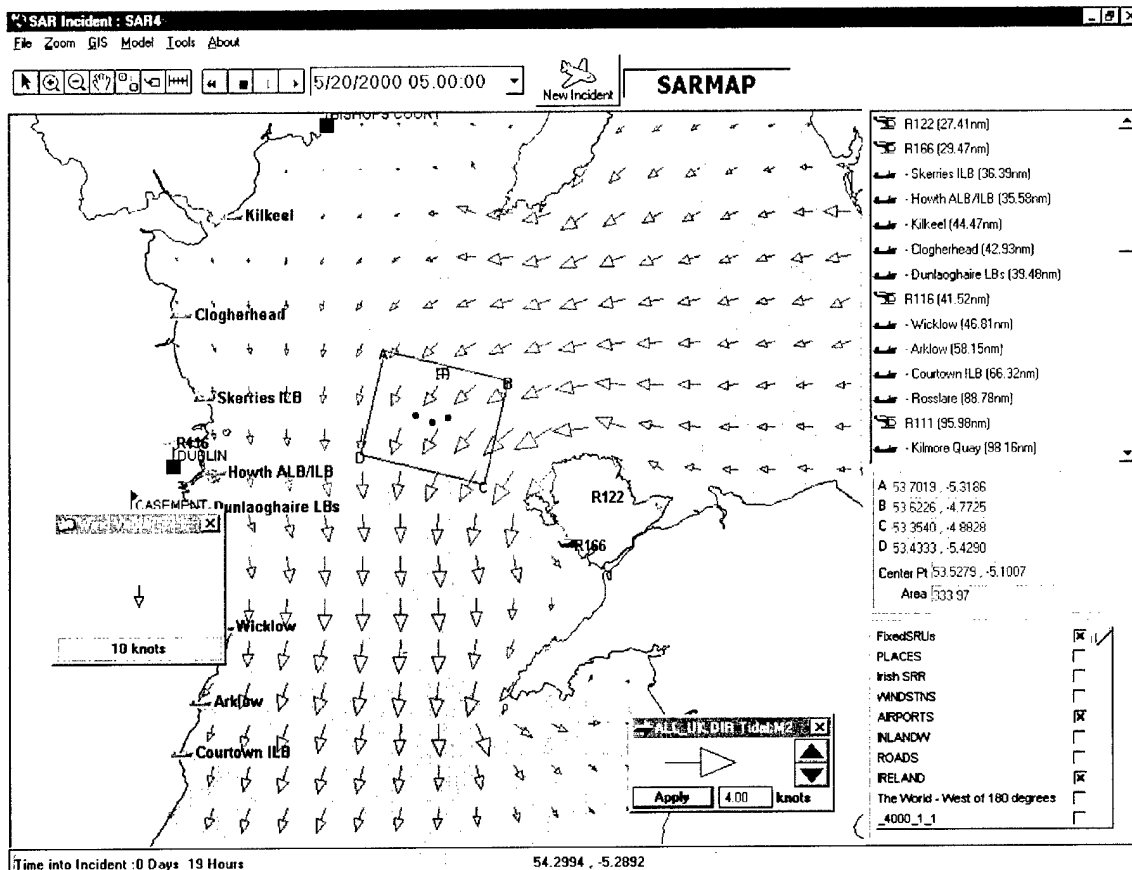 SAR Incident : SAR4
File Zoom GIS Model Tools About
5/20/2000 05.00:00
New Incident
SARMAP
BISHOPS COURT
Kilkeel
Clogherhead
Skerries ILB
DUBLIN
Howth ALB/ILB
CASEMENT
Dunlaoghaire LBs
Wicklow
Arklow
Courtown ILB
A
B
C
D
R122
R166
10 knots
R122 (27.41nm)
R166 (29.47nm)
- Skerries ILB (36.39nm)
- Howth ALB/ILB (35.58nm)
- Kilkeel (44.47nm)
- Clogherhead (42.93nm)
- Dunlaoghaire LBs (39.48nm)
R116 (41.52nm)
- Wicklow (46.81nm)
- Arklow (58.15nm)
- Courtown ILB (66.32nm)
- Rosslare (88.78nm)
R111 (95.98nm)
- Kilmore Quay (98.16nm)
A 53.7019 , -5.3186
B 53.6226 , -4.7725
C 53.3540 , -4.8828
D 53.4333 , -5.4290
Center Pt 53.5279 , -5.1007
Area 333.97
FixedSRUs
PLACES
Irish SRR
WINDSTNS
AIRPORTS
INLANDW
ROADS
IRELAND
The World - West of 180 degrees
_4000_1_1
Apply 4.00 knots
Time into Incident :0 Days 19 Hours
54.2994 , -5.2892